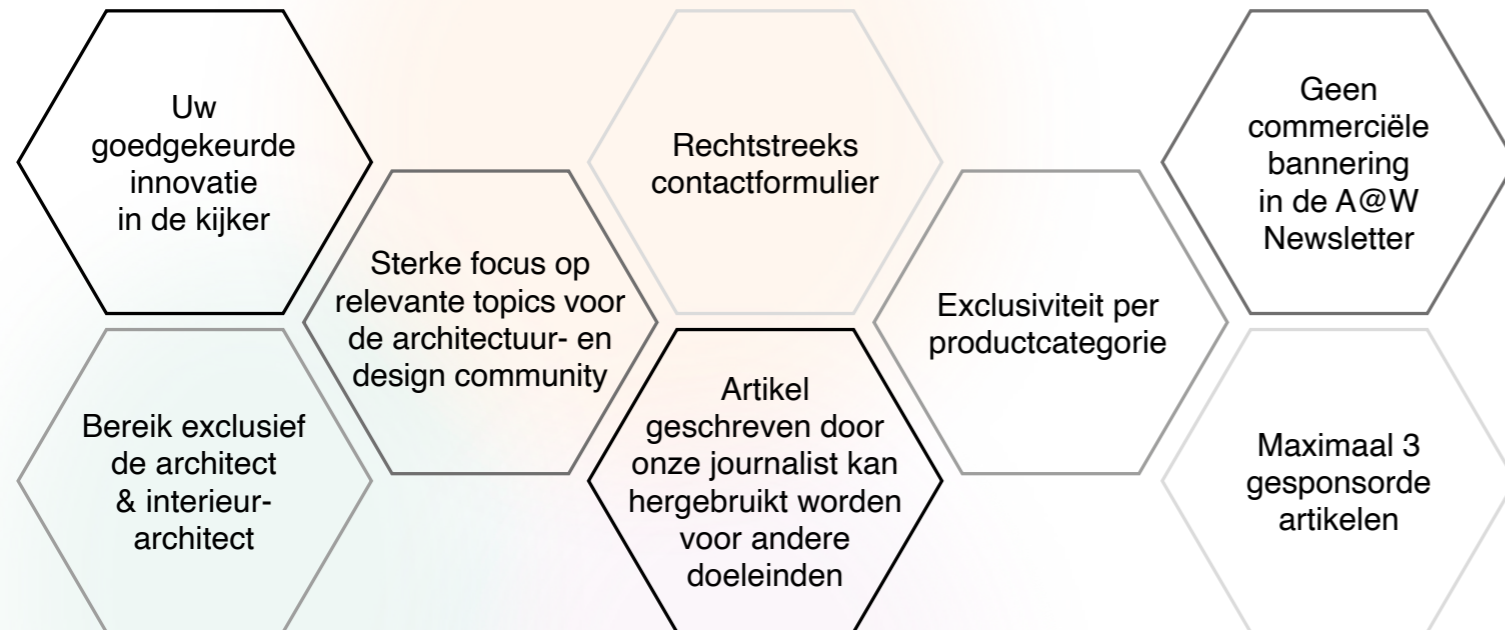 Uw
goedgekeurde
innovatie
in de kijker
Bereik exclusief
de architect
& interieur-
architect
Sterke focus op
relevante topics voor
de architectuur- en
design community
Rechtstreeks
contactformulier
Artikel
geschreven door
onze journalist kan
hergebruikt worden
voor andere
doeleinden
Exclusiviteit per
productcategorie
Geen
commerciële
bannering
in de A@W
Newsletter
Maximaal 3
gesponsorde
artikelen